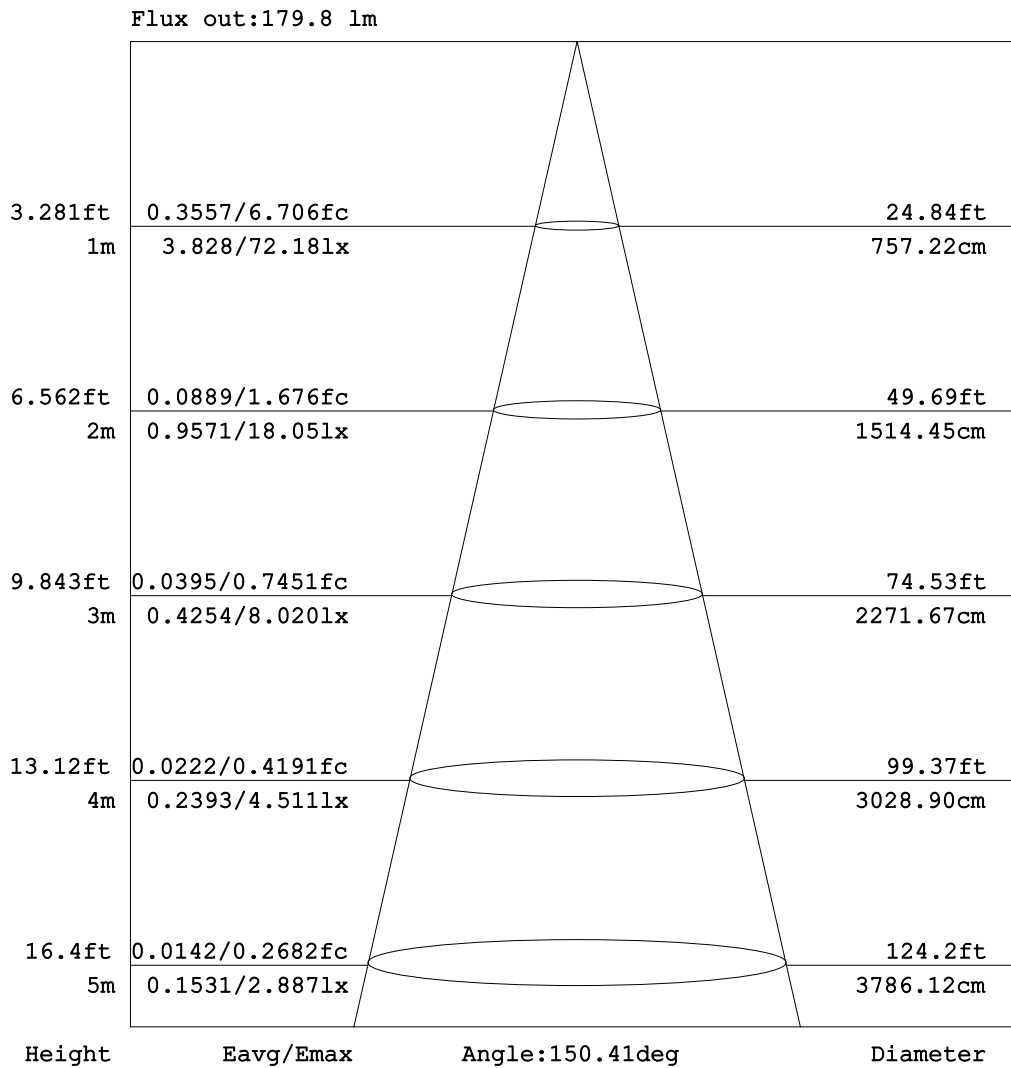 Flux out:179.8 lm
3.281ft 0.3557/6.706fc 24.84ft
1m 3.828/72.18lx 757.22cm
6.562ft 0.0889/1.676fc 49.69ft
2m 0.9571/18.05lx 1514.45cm
9.843ft 0.0395/0.7451fc 74.53ft
3m 0.4254/8.020lx 2271.67cm
13.12ft 0.0222/0.4191fc 99.37ft
4m 0.2393/4.511lx 3028.90cm
16.4ft 0.0142/0.2682fc 124.2ft
5m 0.1531/2.887lx 3786.12cm
Height Eavg/Emax Angle:150.41deg Diameter